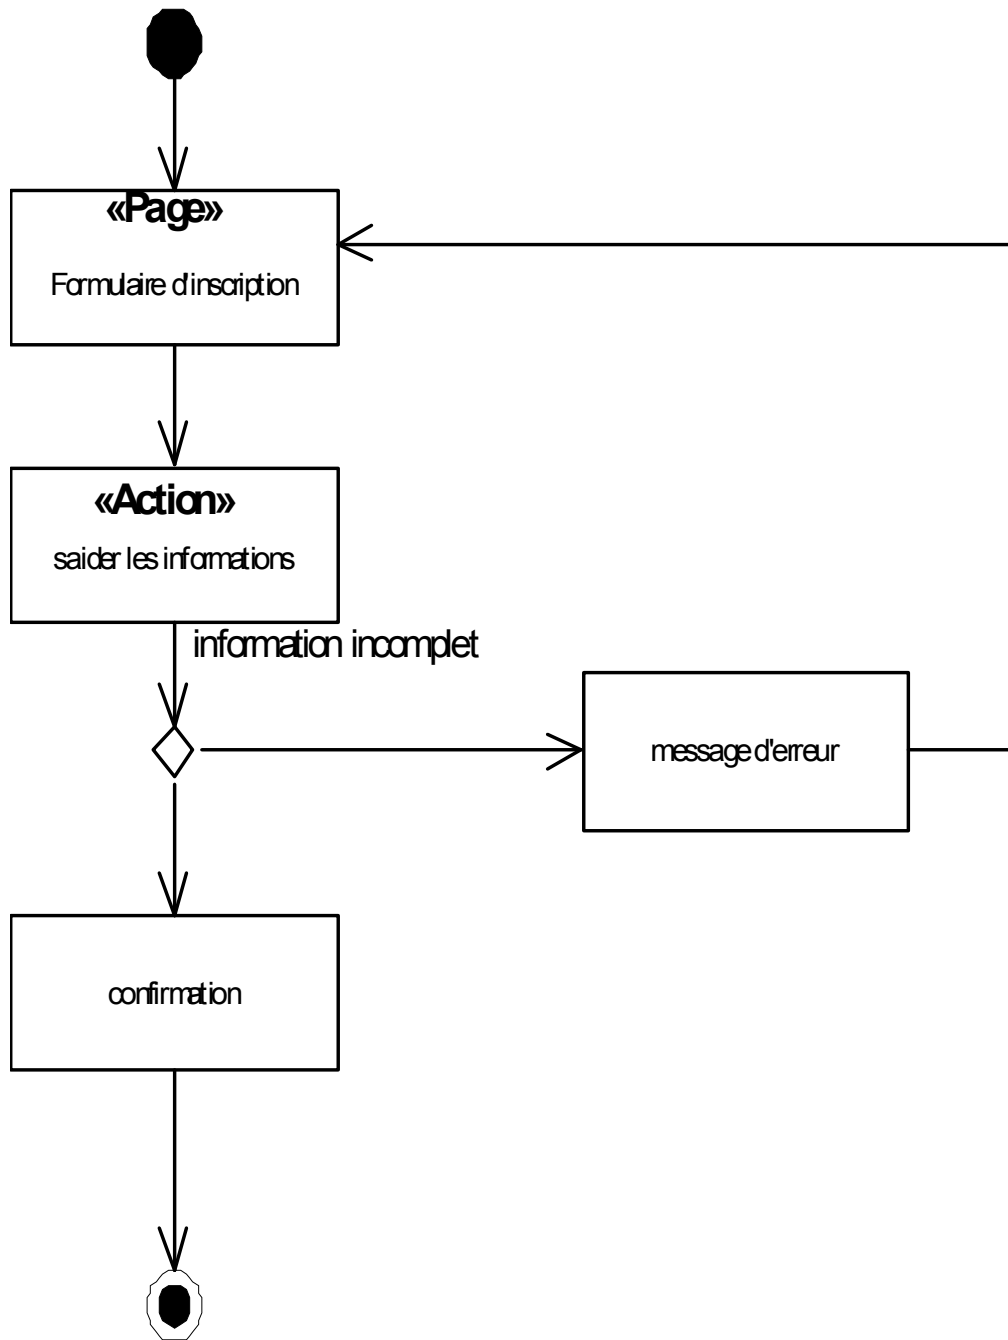 «Page»
Formulaire d'inscription
«Action»
saider les informations
information incomplet
message d'erreur
confirmation